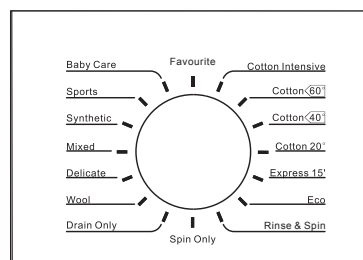 Favourite
Baby Care
Cotton Intensive
Sports
Cotton 60°
Synthetic
Cotton 40°
Mixed
Cotton 20°
Delicate
Express 15'
Wool
Eco
Drain Only
Rinse & Spin
Spin Only